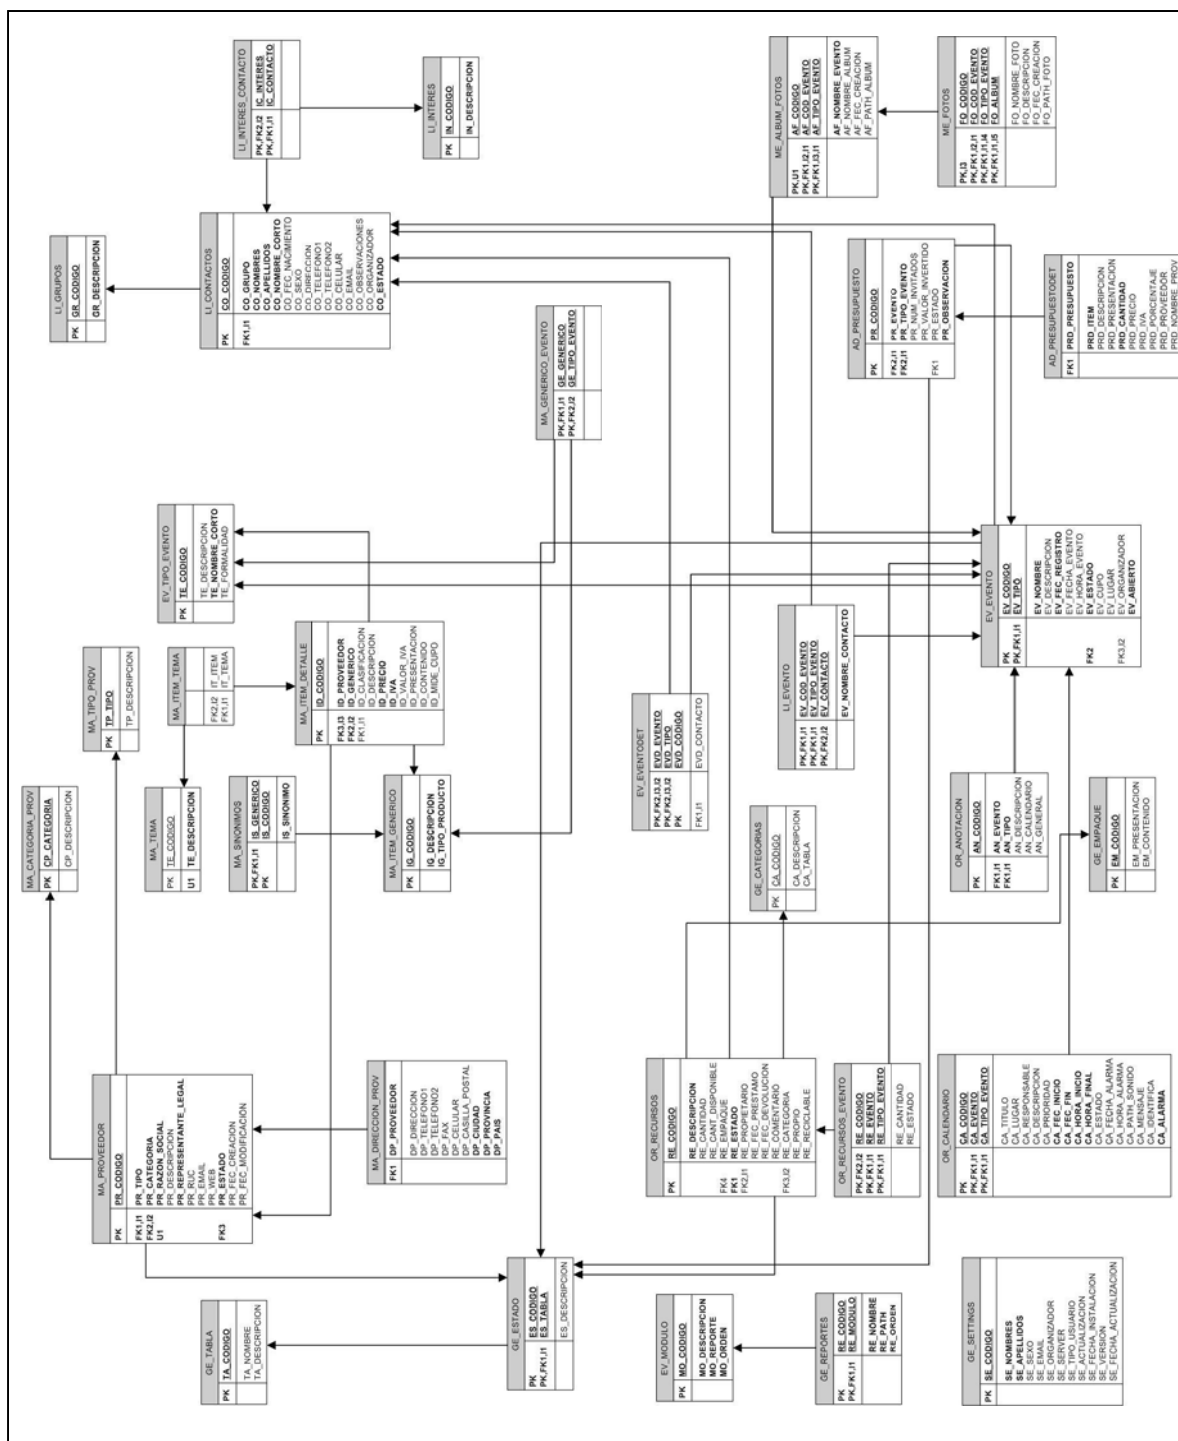 GE_TABLA
PK TA_CODIGO
TA_NOMBRE
TA_DESCRIPCION
MA_PROVEEDOR
PK PR_CODIGO
FK1,I1 PR_TIPO
FK2,I2 PR_CATEGORIA
U1 PR_RAZON_SOCIAL
PR_DESCRIPCION
PR_REPRESENTANTE_LEGAL
PR_RUC
PR_EMAIL
PR_WEB
FK3 PR_ESTADO
PR_FEC_CREACION
PR_FEC_MODIFICACION
MA_CATEGORIA_PROV
PK CP_CATEGORIA
CP_DESCRIPCION
MA_TIPO_PROV
PK TP_TIPO
TP_DESCRIPCION
LI_GRUPOS
PK GR_CODIGO
GR_DESCRIPCION
MA_TEMA
PK TE_CODIGO
U1 TE_DESCRIPCION
MA_ITEM_TEMA
FK2,I2 IT_ITEM
FK1,I1 IT_TEMA
EV_TIPO_EVENTO
PK TE_CODIGO
TE_DESCRIPCION
TE_NOMBRE_CORTO
TE_FORMALIDAD
LI_CONTACTOS
PK CO_CODIGO
FK1,I1 CO_GRUPO
CO_NOMBRES
CO_APELLIDOS
CO_NOMBRE_CORTO
CO_FEC_NACIMIENTO
CO_SEXO
CO_DIRECCION
CO_TELEFONO1
CO_TELEFONO2
CO_CELULAR
CO_EMAIL
CO_OBSERVACIONES
CO_ORGANIZADOR
CO_ESTADO
LI_INTERES_CONTACTO
PK,FK2,I2 IC_INTERES
PK,FK1,I1 IC_CONTACTO
MA_SINONIMOS
PK,FK1,I1 IS_GENERICO
PK IS_CODIGO
IS_SINONIMO
MA_ITEM_DETALLE
PK ID_CODIGO
FK3,I3 ID_PROVEEDOR
FK2,I2 ID_GENERICO
FK1,I1 ID_CLASIFICACION
ID_DESCRIPCION
ID_PRECIO
ID_IVA
ID_VALOR_IVA
ID_PRESENTACION
ID_CONTENIDO
ID_MIDE_CUPO
MA_DIRECCION_PROV
FK1 DP_PROVEEDOR
DP_DIRECCION
DP_TELEFONO1
DP_TELEFONO2
DP_FAX
DP_CELULAR
DP_CASILLA_POSTAL
DP_CIUDAD
DP_PROVINCIA
DP_PAIS
MA_ITEM_GENERICO
PK IG_CODIGO
IG_DESCRIPCION
IG_TIPO_PRODUCTO
LI_INTERES
PK IN_CODIGO
IN_DESCRIPCION
GE_ESTADO
PK ES_CODIGO
PK,FK1,I1 ES_TABLA
ES_DESCRIPCION
MA_GENERICO_EVENTO
PK,FK1,I1 GE_GENERICO
PK,FK2,I2 GE_TIPO_EVENTO
EV_MODULO
PK MO_CODIGO
MO_DESCRIPCION
MO_REPORTE
MO_ORDEN
OR_RECURSOS
PK RE_CODIGO
RE_DESCRIPCION
RE_CANTIDAD
RE_CANT_DISPONIBLE
FK4 RE_EMPAQUE
FK1 RE_ESTADO
FK2,I1 RE_PROPIETARIO
RE_FEC_PRESTAMO
RE_FEC_DEVOLUCION
RE_COMENTARIO
FK3,I2 RE_CATEGORIA
RE_PROPIO
RE_RECICLABLE
EV_EVENTODET
PK,FK2,I3,I2 EVD_EVENTO
PK,FK2,I3,I2 EVD_TIPO
PK EVD_CODIGO
FK1,I1 EVD_CONTACTO
GE_CATEGORIAS
PK CA_CODIGO
CA_DESCRIPCION
CA_TABLA
LI_EVENTO
PK,FK1,I1 EV_COD_EVENTO
PK,FK1,I1 EV_TIPO_EVENTO
PK,FK2,I2 EV_CONTACTO
EV_NOMBRE_CONTACTO
ME_ALBUM_FOTOS
PK,U1 AF_CODIGO
PK,FK1,I2,I1 AF_COD_EVENTO
PK,FK1,I3,I1 AF_TIPO_EVENTO
AF_NOMBRE_EVENTO
AF_NOMBRE_ALBUM
AF_FEC_CREACION
AF_PATH_ALBUM
GE_REPORTES
PK RE_CODIGO
PK,FK1,I1 RE_MODULO
RE_NOMBRE
RE_PATH
RE_ORDEN
OR_RECURSOS_EVENTO
PK,FK2,I2 RE_CODIGO
PK,FK1,I1 RE_EVENTO
PK,FK1,I1 RE_TIPO_EVENTO
RE_CANTIDAD
RE_ESTADO
AD_PRESUPUESTO
PK PR_CODIGO
FK2,I1 PR_EVENTO
FK2,I1 PR_TIPO_EVENTO
PR_NUM_INVITADOS
PR_VALOR_INVERTIDO
FK1 PR_ESTADO
PR_OBSERVACION
GE_SETTINGS
PK SE_CODIGO
SE_NOMBRES
SE_APELLIDOS
SE_SEXO
SE_EMAIL
SE_ORGANIZADOR
SE_SERVER
SE_TIPO_USUARIO
SE_ACTUALIZACION
SE_FECHA_INSTALACION
SE_VERSION
SE_FECHA_ACTUALIZACION
OR_CALENDARIO
PK CA_CODIGO
PK,FK1,I1 CA_EVENTO
PK,FK1,I1 CA_TIPO_EVENTO
CA_TITULO
CA_LUGAR
CA_RESPONSABLE
CA_DESCRIPCION
CA_PRIORIDAD
CA_FEC_INICIO
CA_FEC_FIN
CA_HORA_INICIO
CA_HORA_FINAL
CA_ESTADO
CA_FECHA_ALARMA
CA_HORA_ALARMA
CA_PATH_SONIDO
CA_MENSAJE
CA_IDENTIFICA
CA_ALARMA
OR_ANOTACION
PK AN_CODIGO
FK1,I1 AN_EVENTO
FK1,I1 AN_TIPO
AN_DESCRIPCION
AN_CALENDARIO
AN_GENERAL
EV_EVENTO
PK EV_CODIGO
PK,FK1,I1 EV_TIPO
EV_NOMBRE
EV_DESCRIPCION
EV_FEC_REGISTRO
EV_FECHA_EVENTO
EV_HORA_EVENTO
FK2 EV_ESTADO
EV_CUPO
EV_LUGAR
FK3,I2 EV_ORGANIZADOR
EV_ABIERTO
ME_FOTOS
PK,I3 FO_CODIGO
PK,FK1,I2,I1 FO_COD_EVENTO
PK,FK1,I1,I4 FO_TIPO_EVENTO
PK,FK1,I1,I5 FO_ALBUM
FO_NOMBRE_FOTO
FO_DESCRIPCION
FO_FEC_CREACION
FO_PATH_FOTO
GE_EMPAQUE
PK EM_CODIGO
EM_PRESENTACION
EM_CONTENIDO
AD_PRESUPUESTODET
FK1 PRD_PRESUPUESTO
PRD_ITEM
PRD_DESCRIPCION
PRD_PRESENTACION
PRD_CANTIDAD
PRD_PRECIO
PRD_IVA
PRD_PORCENTAJE
PRD_PROVEEDOR
PRD_NOMBRE_PROV